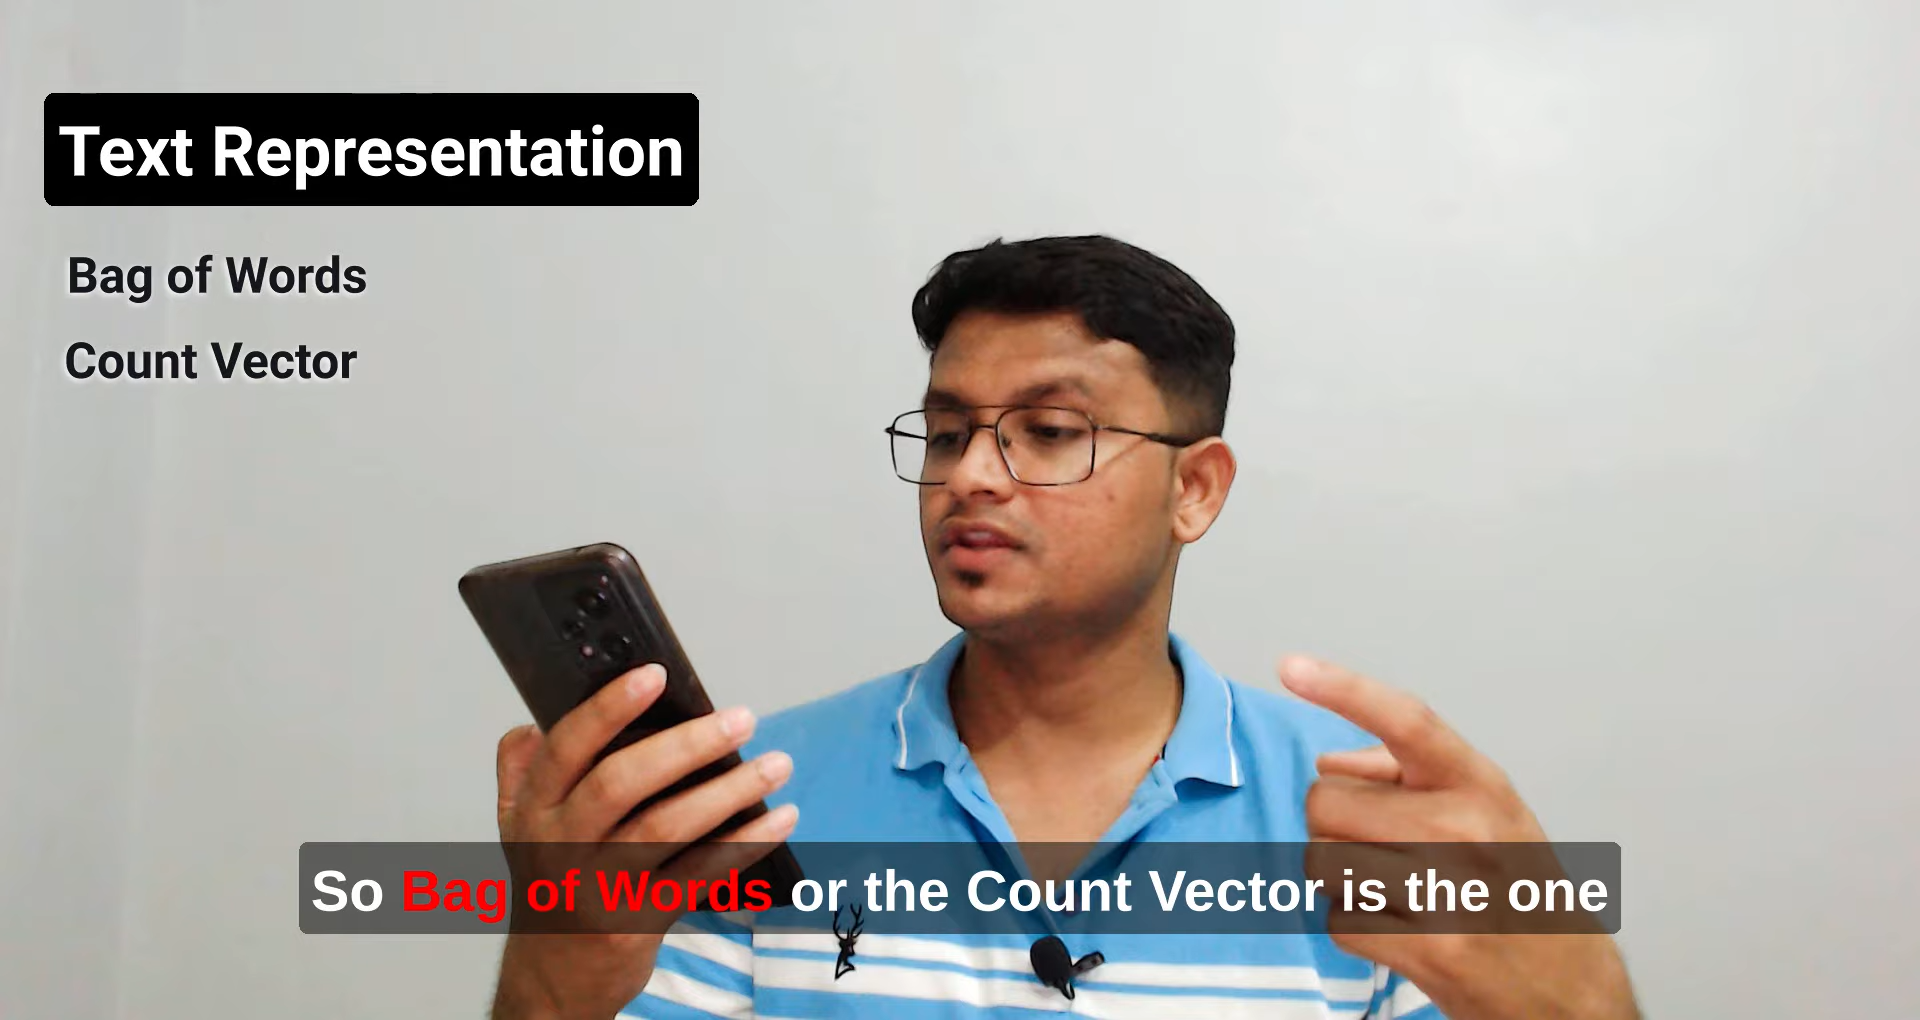 Text Representation
Bag of Words
Count Vector
So Bag of Words or the Count Vector is the one